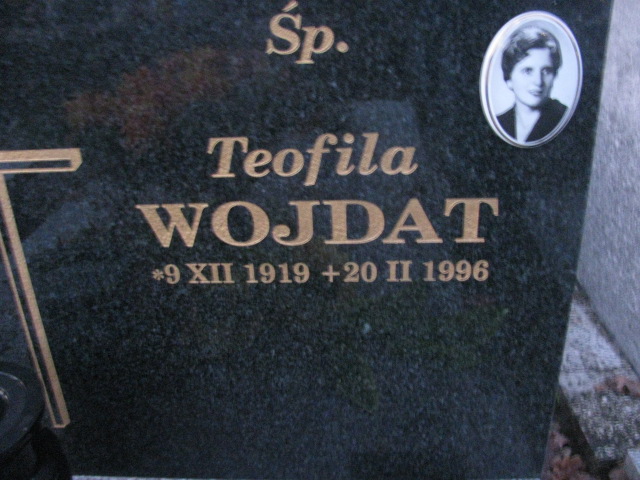 Śp.
Teofila
WOJDAT
*9 XII 1919 +20 II 1996